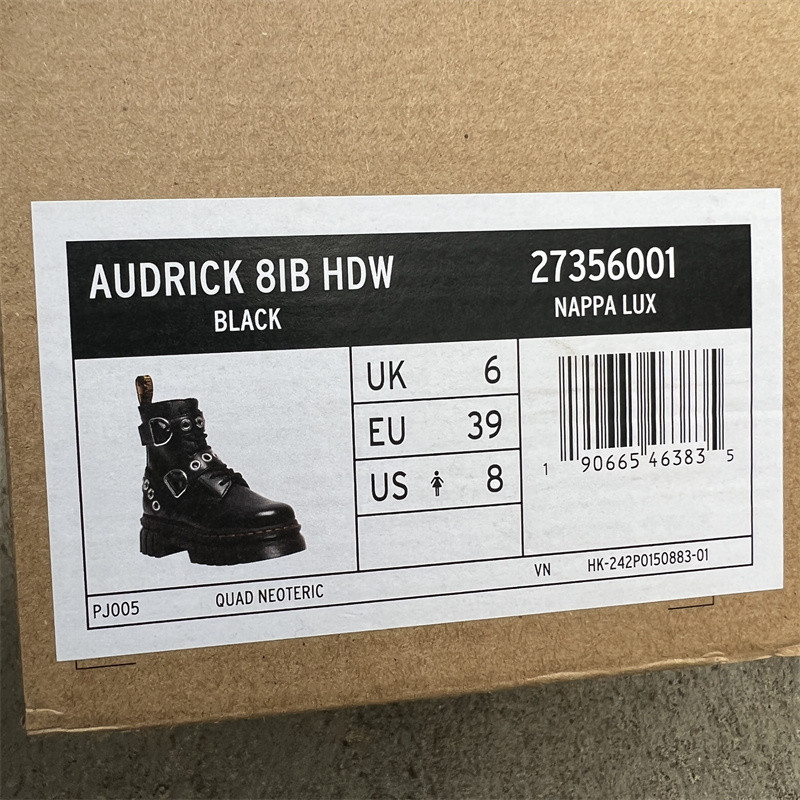 AUDRICK 8IB HDW
BLACK
27356001
NAPPA LUX
UK 6
EU 39
US 8
1 90665 46383 5
VN HK-242P0150883-01
PJ005 QUAD NEOTERIC